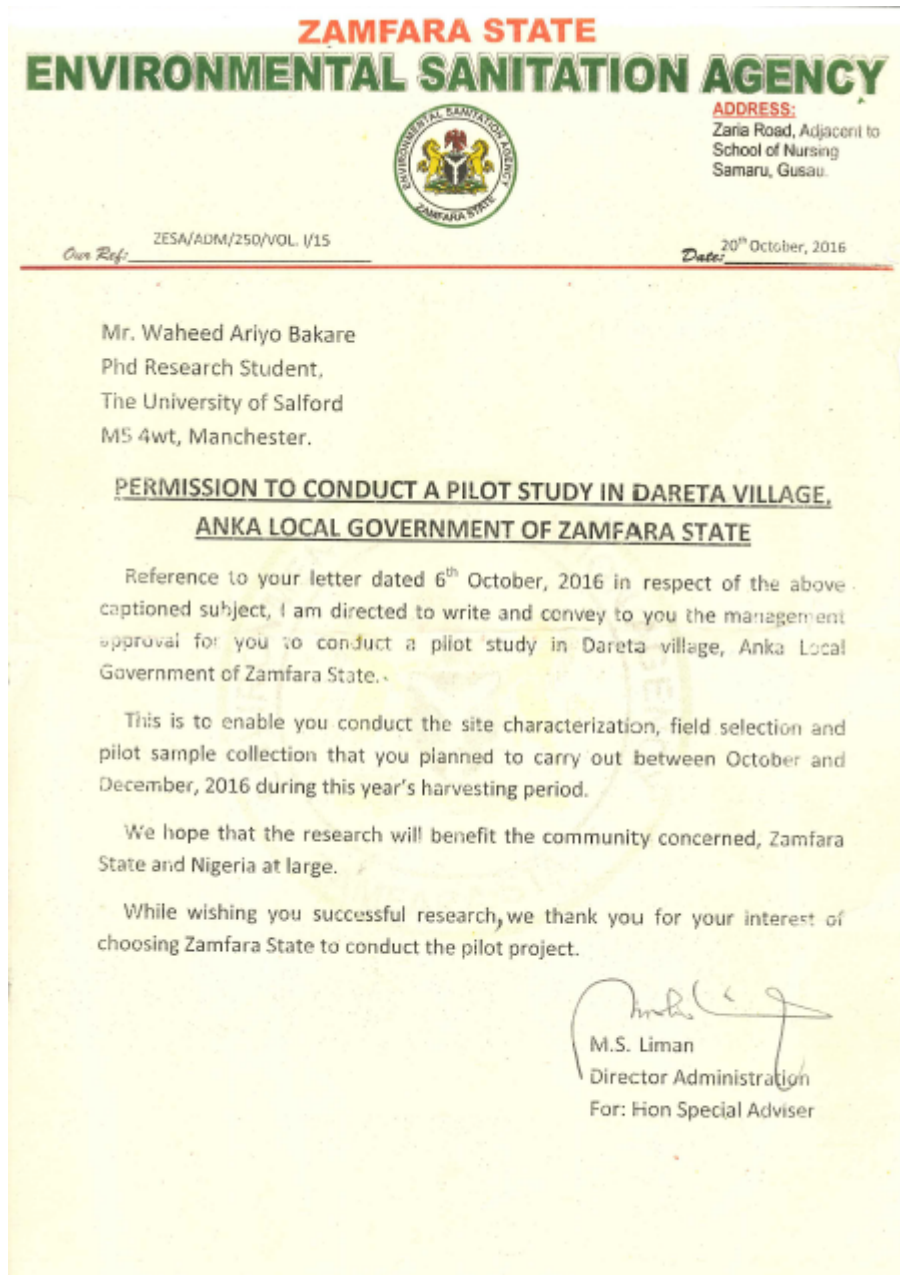 ZAMFARA STATE
ENVIRONMENTAL SANITATION AGENCY
ADDRESS:
Zaria Road, Adjacent to
School of Nursing
Samaru, Gusau.
ENVIRONMENTAL SANITATION AGENCY
ZAMFARA STATE
Our Ref: ZESA/ADM/250/VOL. I/15
Date: 20th October, 2016
Mr. Waheed Ariyo Bakare
Phd Research Student,
The University of Salford
M5 4wt, Manchester.
PERMISSION TO CONDUCT A PILOT STUDY IN DARETA VILLAGE,
ANKA LOCAL GOVERNMENT OF ZAMFARA STATE
Reference to your letter dated 6th October, 2016 in respect of the above
captioned subject, I am directed to write and convey to you the management
approval for you to conduct a pilot study in Dareta village, Anka Local
Government of Zamfara State.
This is to enable you conduct the site characterization, field selection and
pilot sample collection that you planned to carry out between October and
December, 2016 during this year's harvesting period.
We hope that the research will benefit the community concerned, Zamfara
State and Nigeria at large.
While wishing you successful research, we thank you for your interest of
choosing Zamfara State to conduct the pilot project.
M.S. Liman
Director Administration
For: Hon Special Adviser